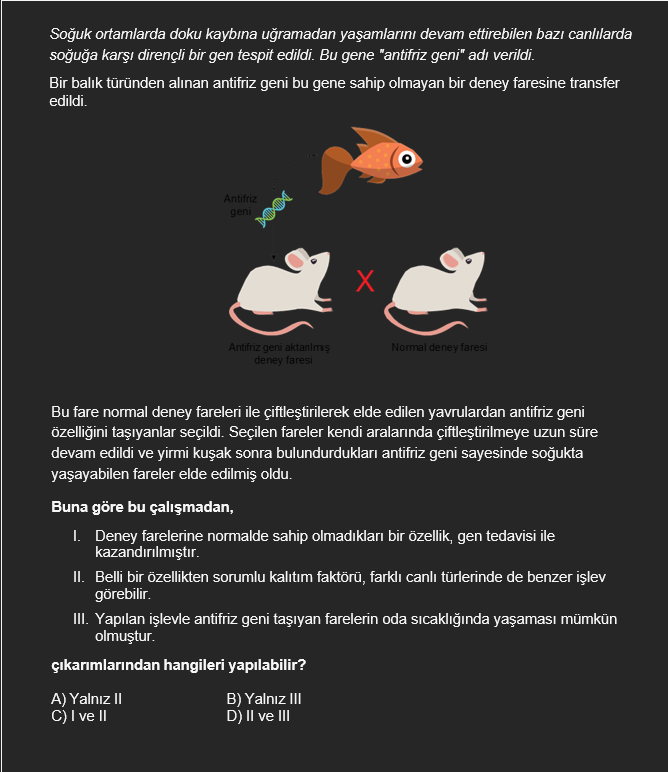 Soğuk ortamlarda doku kaybına uğramadan yaşamlarını devam ettirebilen bazı canlılarda
soğuğa karşı dirençli bir gen tespit edildi. Bu gene "antifriz geni" adı verildi.
Bir balık türünden alınan antifriz geni bu gene sahip olmayan bir deney faresine transfer
edildi.
Antifriz
geni
X
Antifriz geni aktarılmış
deney faresi
Normal deney faresi
Bu fare normal deney fareleri ile çiftleştirilerek elde edilen yavrulardan antifriz geni
özelliğini taşıyanlar seçildi. Seçilen fareler kendi aralarında çiftleştirilmeye uzun süre
devam edildi ve yirmi kuşak sonra bulundurdukları antifriz geni sayesinde soğukta
yaşayabilen fareler elde edilmiş oldu.
Buna göre bu çalışmadan,
I. Deney farelerine normalde sahip olmadıkları bir özellik, gen tedavisi ile
kazandırılmıştır.
II. Belli bir özellikten sorumlu kalıtım faktörü, farklı canlı türlerinde de benzer işlev
görebilir.
III. Yapılan işlevle antifriz geni taşıyan farelerin oda sıcaklığında yaşaması mümkün
olmuştur.
çıkarımlarından hangileri yapılabilir?
A) Yalnız II B) Yalnız III
C) I ve II D) II ve III